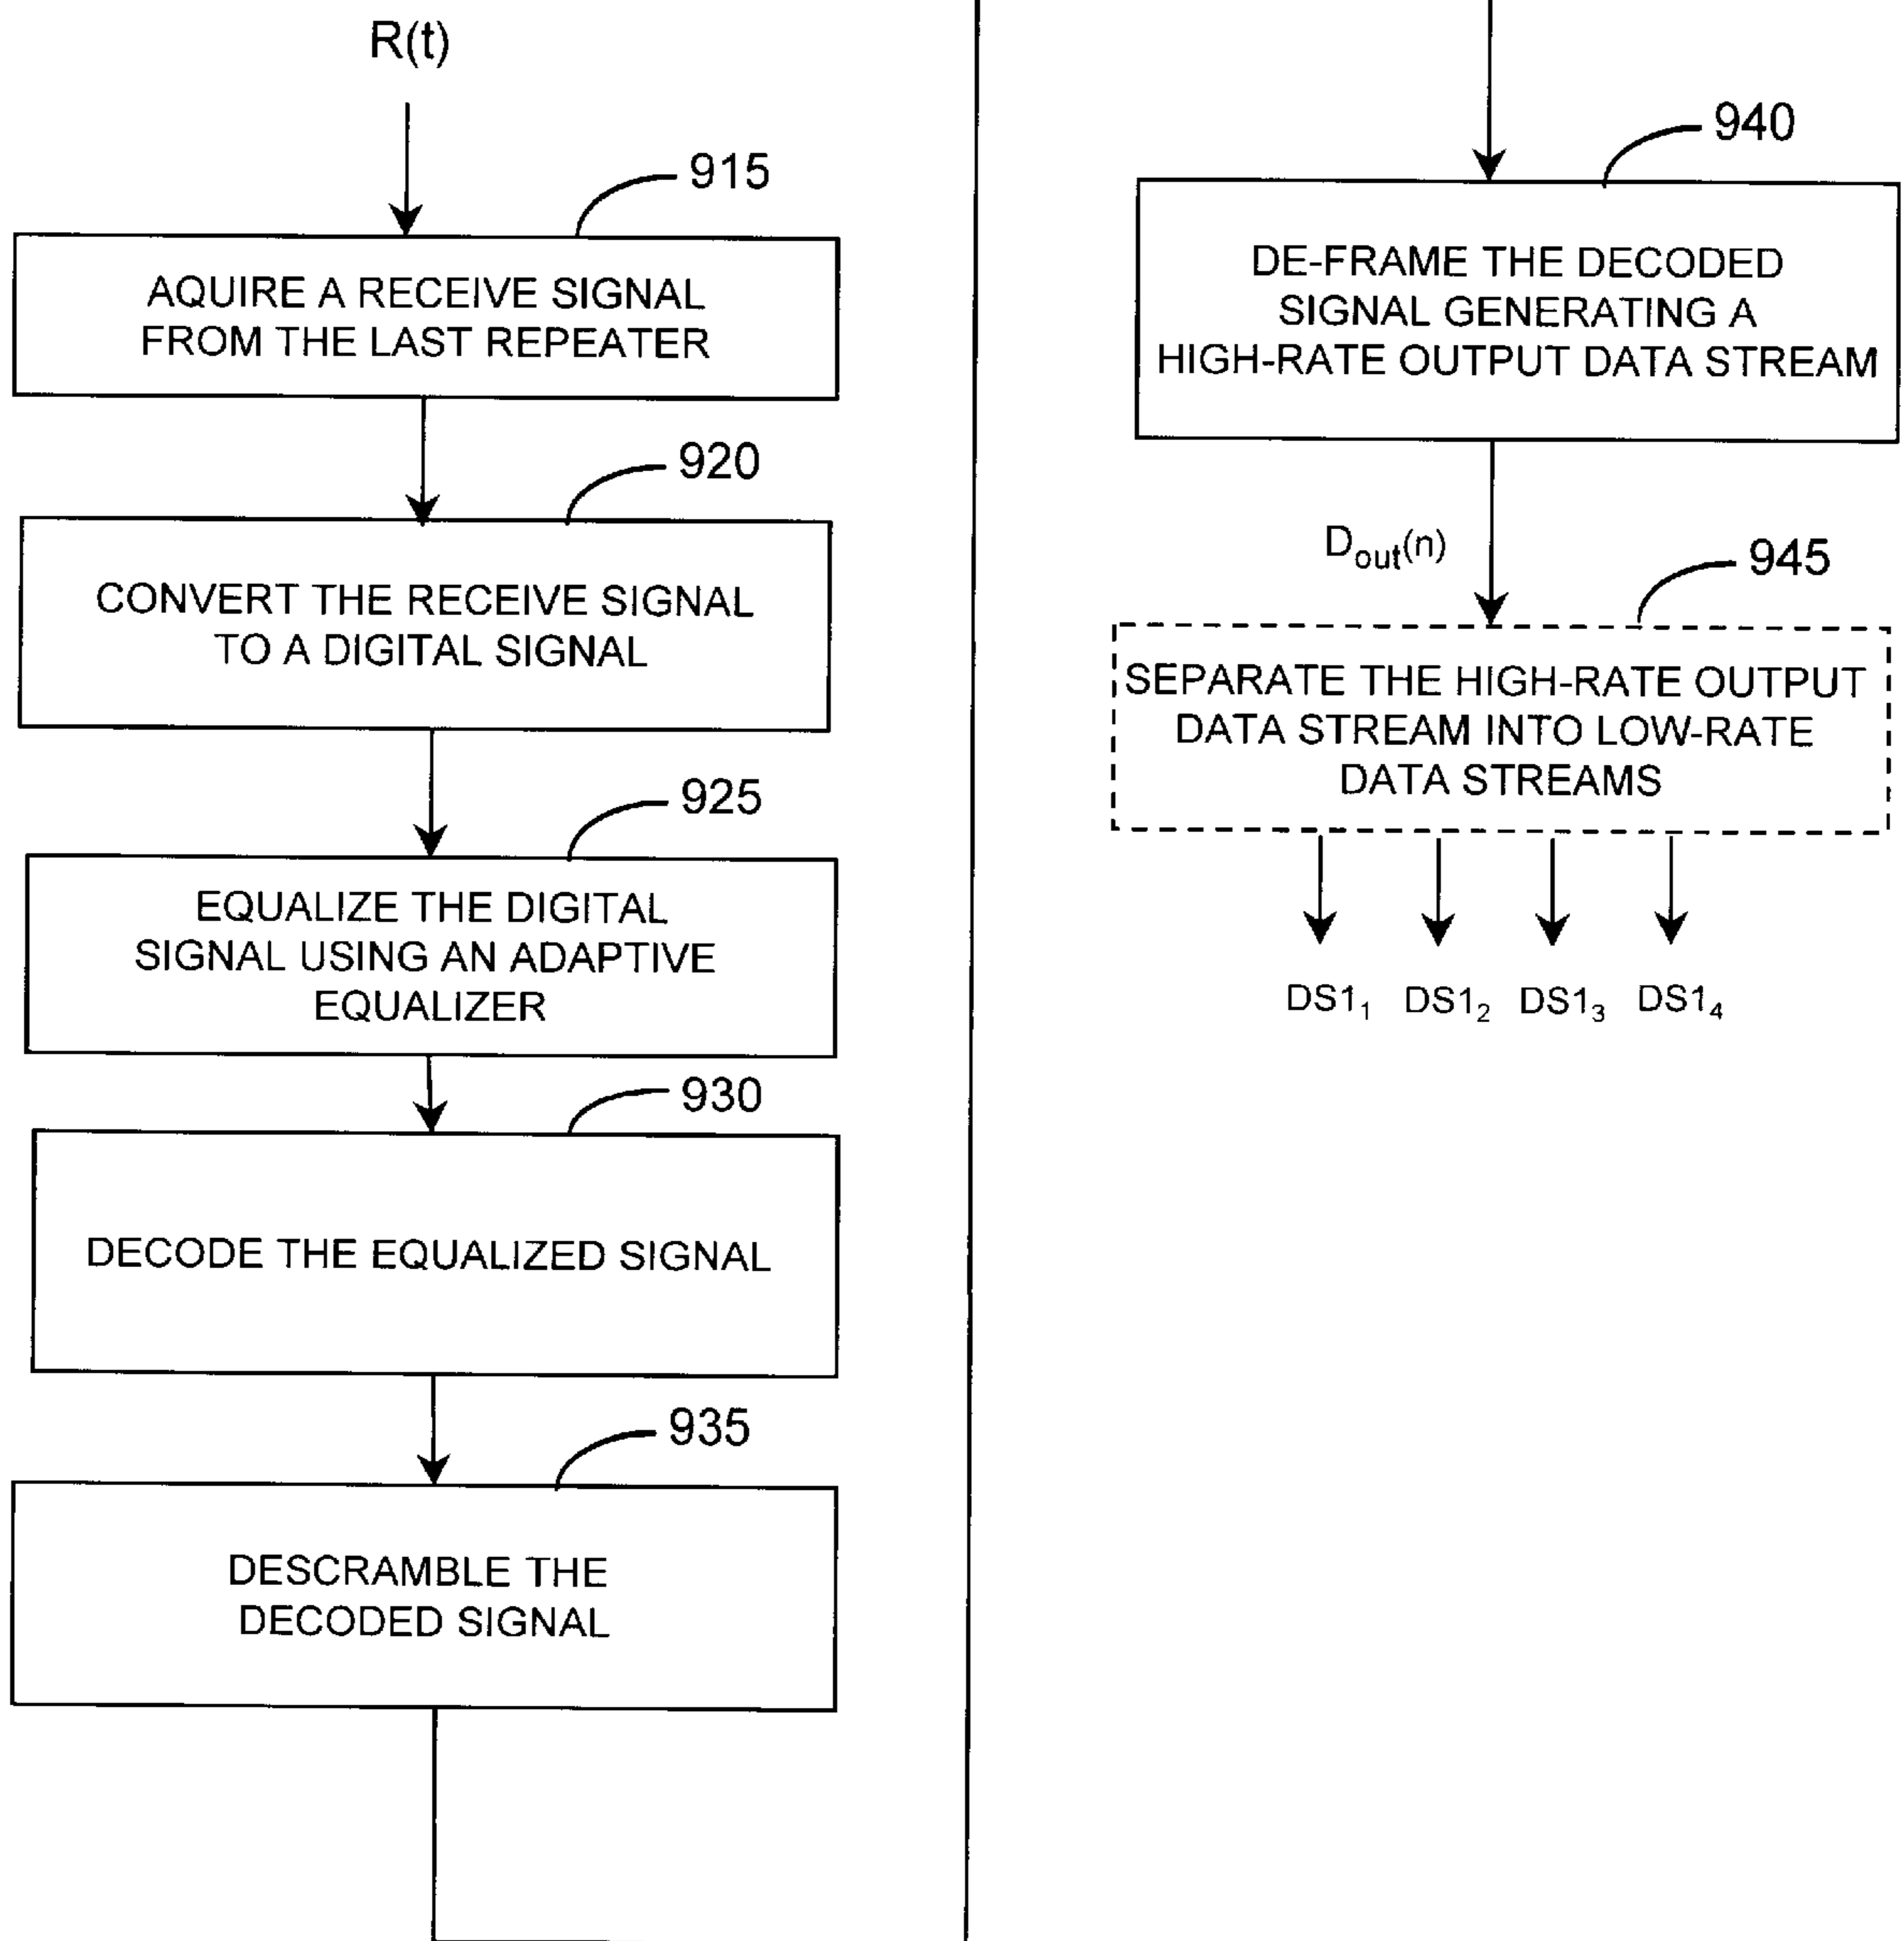 R(t)
915
AQUIRE A RECEIVE SIGNAL
FROM THE LAST REPEATER
920
CONVERT THE RECEIVE SIGNAL
TO A DIGITAL SIGNAL
925
EQUALIZE THE DIGITAL
SIGNAL USING AN ADAPTIVE
EQUALIZER
930
DECODE THE EQUALIZED SIGNAL
935
DESCRAMBLE THE
DECODED SIGNAL
940
DE-FRAME THE DECODED
SIGNAL GENERATING A
HIGH-RATE OUTPUT DATA STREAM
D_out(n)
945
SEPARATE THE HIGH-RATE OUTPUT
DATA STREAM INTO LOW-RATE
DATA STREAMS
DS1₁ DS1₂ DS1₃ DS1₄